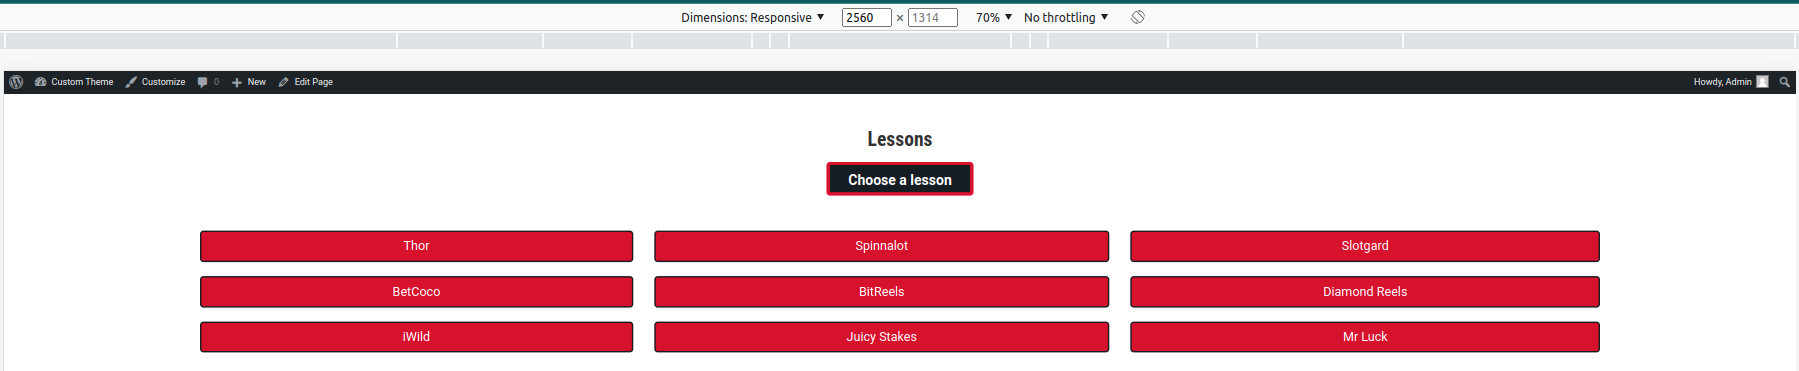 Dimensions: Responsive ▼ 2560 × 1314 70% ▼ No throttling ▼
Custom Theme Customize 0 New Edit Page Howdy, Admin
Lessons
Choose a lesson
Thor Spinnalot Slotgard
BetCoco BitReels Diamond Reels
iWild Juicy Stakes Mr Luck